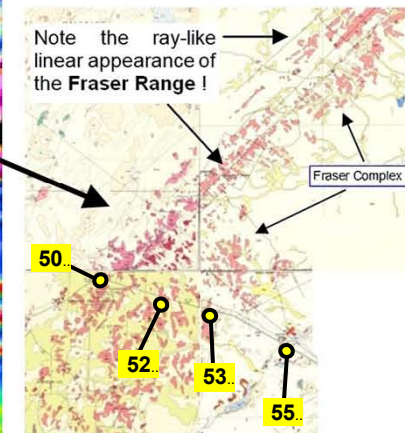 Note the ray-like
linear appearance of
the Fraser Range !
Fraser Complex
50..
52..
53..
55..